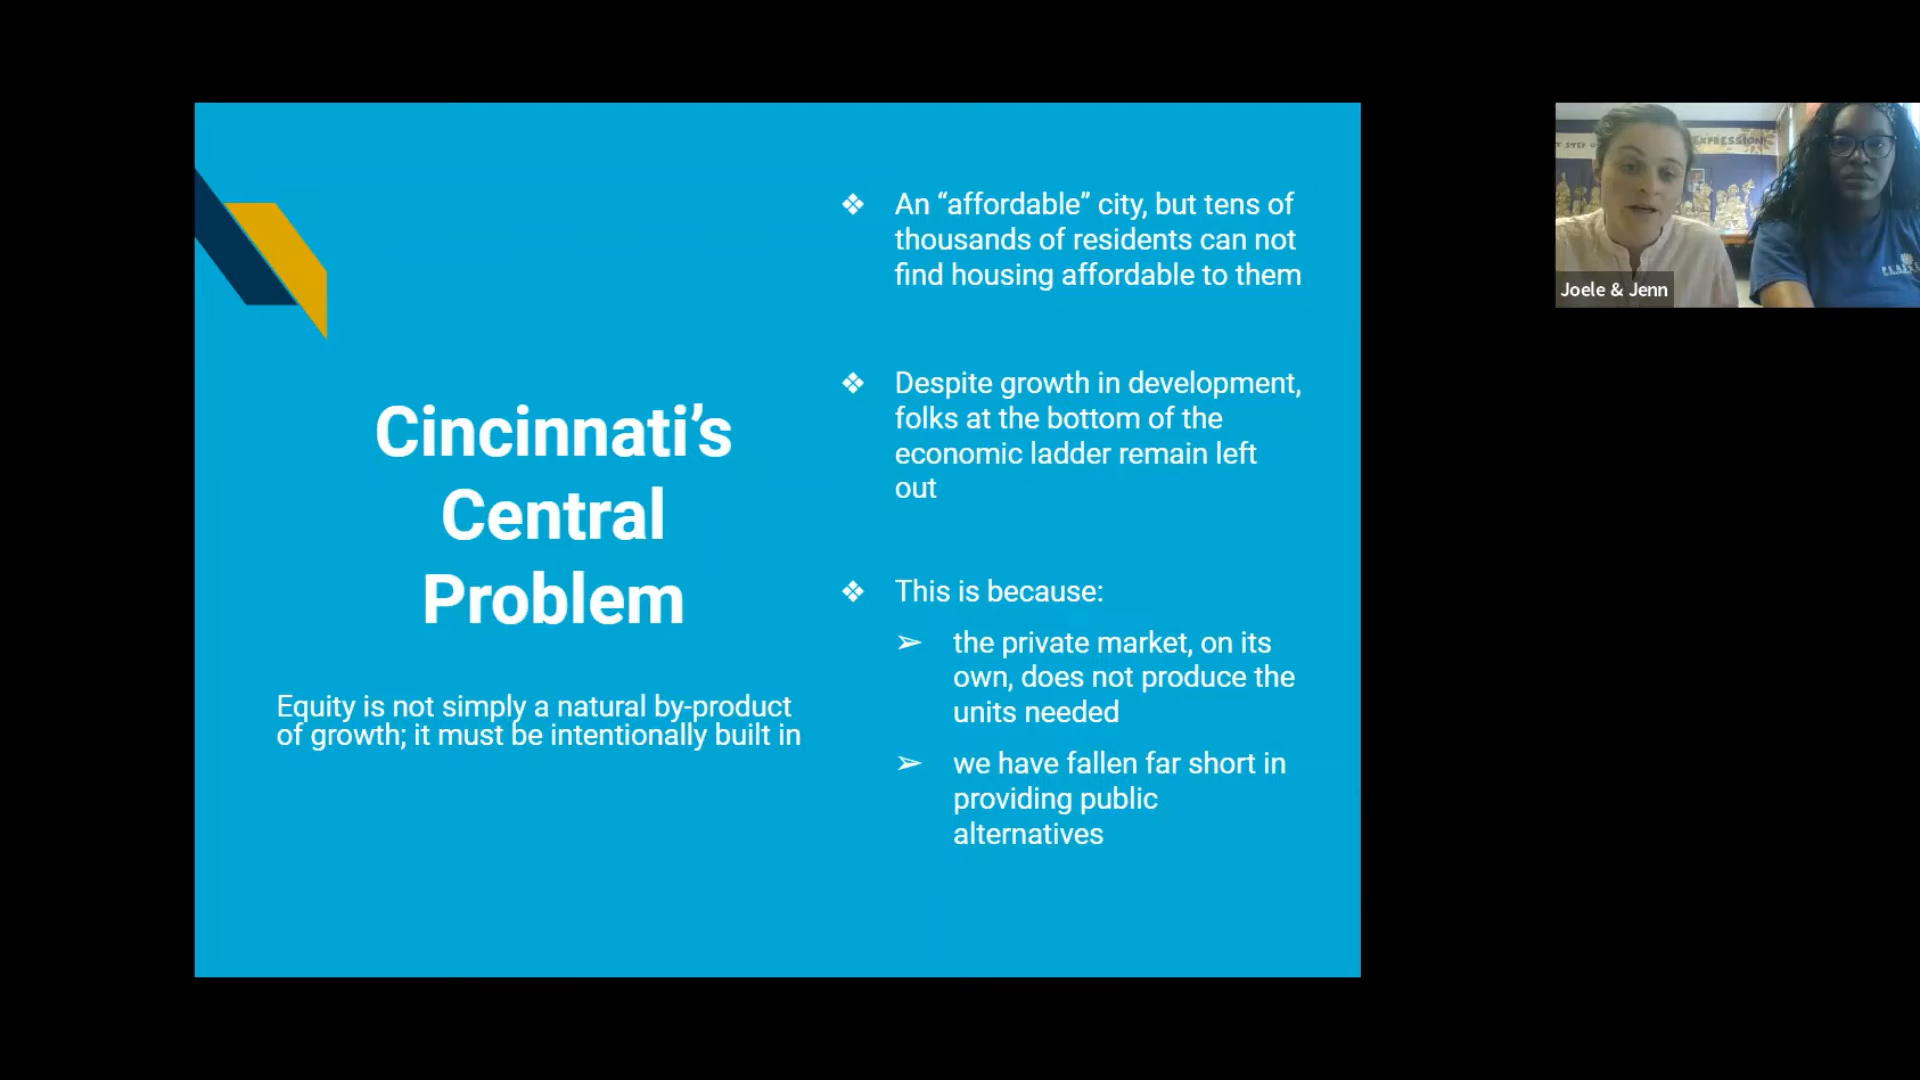 Cincinnati’s
Central
Problem
Equity is not simply a natural by-product
of growth; it must be intentionally built in
❖ An “affordable” city, but tens of
thousands of residents can not
find housing affordable to them
❖ Despite growth in development,
folks at the bottom of the
economic ladder remain left
out
❖ This is because:
➢ the private market, on its
own, does not produce the
units needed
➢ we have fallen far short in
providing public
alternatives
EXPRESSION
Joele & Jenn